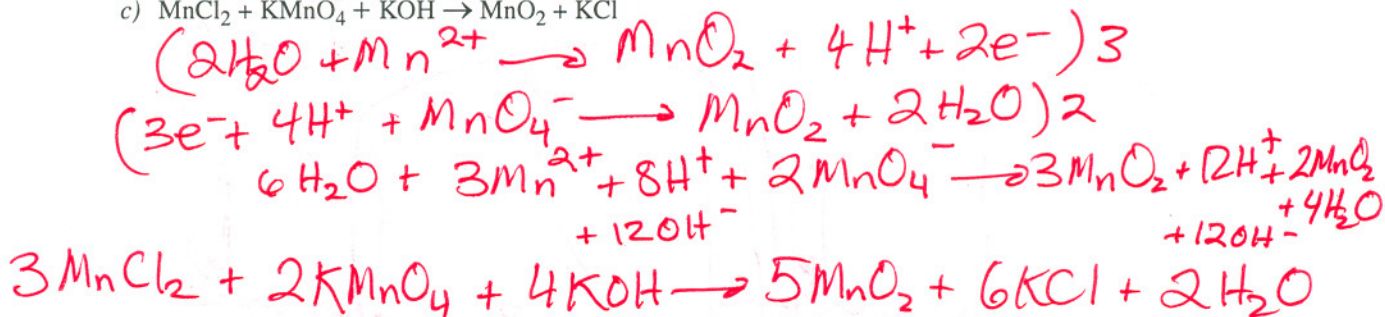 c) MnCl₂ + KMnO₄ + KOH → MnO₂ + KCl
(2H₂O + Mn²⁺ → MnO₂ + 4H⁺ + 2e-)3
(3e⁻ + 4H⁺ + MnO₄⁻ → MnO₂ + 2H₂O)2
6H₂O + 3Mn²⁺ + 8H⁺ + 2MnO₄⁻ → 3MnO₂ + 12H⁺ + 2MnO₂
+ 4H₂O
+ 12OH⁻ + 12OH⁻
3MnCl₂ + 2KMnO₄ + 4KOH → 5MnO₂ + 6KCl + 2H₂O